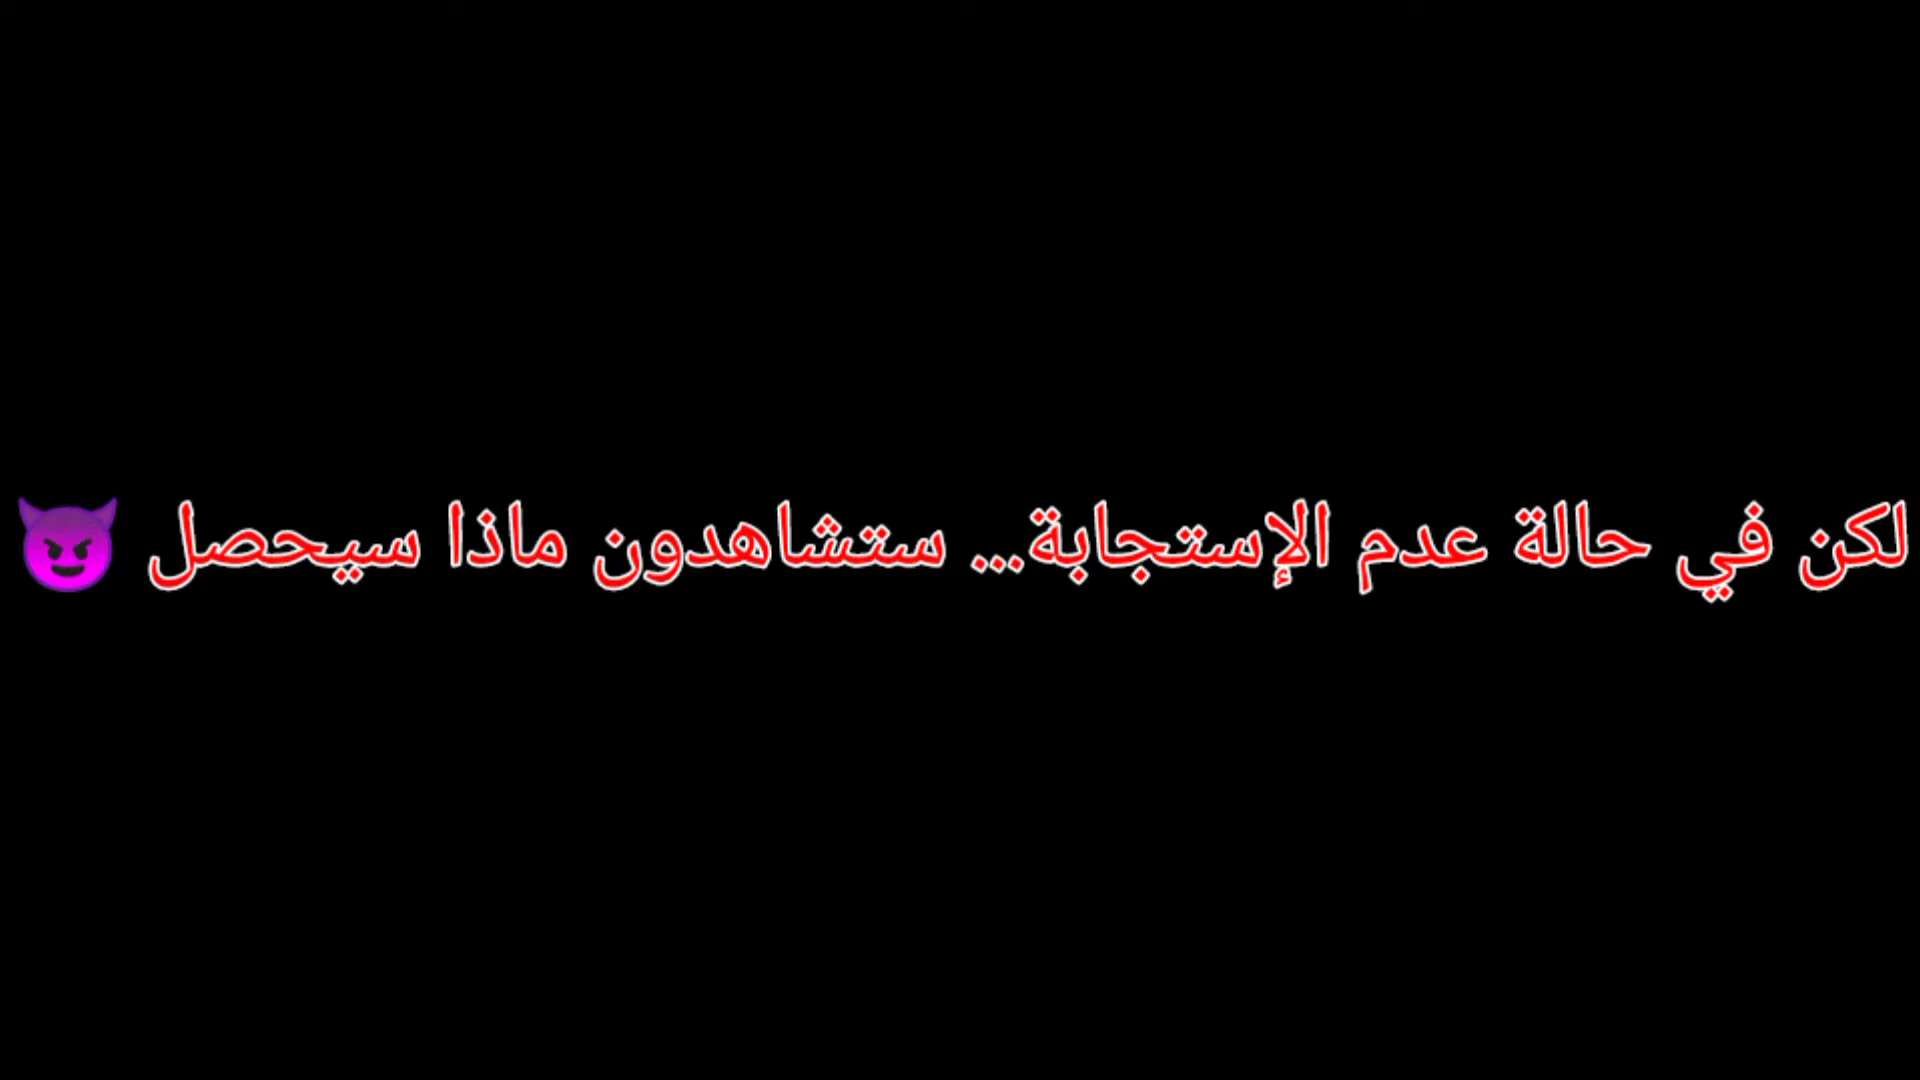 لكن في حالة عدم الإستجابة... ستشاهدون ماذا سيحصل 😈